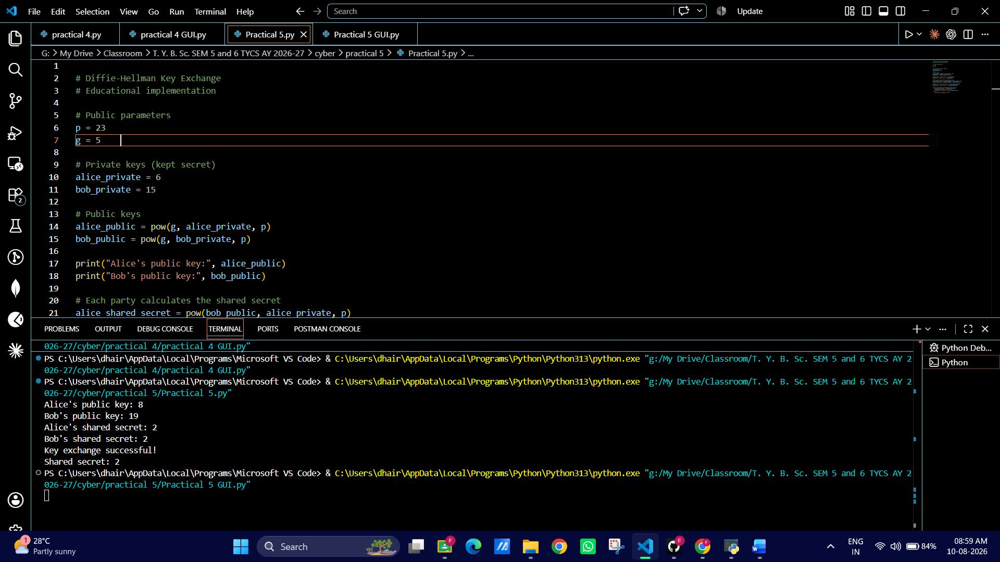 File Edit Selection View Go Run Terminal Help
Search
Update
practical 4.py
practical 4 GUI.py
Practical 5.py
Practical 5 GUI.py
G: > My Drive > Classroom > T. Y. B. Sc. SEM 5 and 6 TYCS AY 2026-27 > cyber > practical 5 > Practical 5.py > ...
1
2 # Diffie-Hellman Key Exchange
3 # Educational implementation
4
5 # Public parameters
6 p = 23
7 g = 5
8
9 # Private keys (kept secret)
10 alice_private = 6
11 bob_private = 15
12
13 # Public keys
14 alice_public = pow(g, alice_private, p)
15 bob_public = pow(g, bob_private, p)
16
17 print("Alice's public key:", alice_public)
18 print("Bob's public key:", bob_public)
19
20 # Each party calculates the shared secret
21 alice_shared_secret = pow(bob_public, alice_private, p)
PROBLEMS OUTPUT DEBUG CONSOLE TERMINAL PORTS POSTMAN CONSOLE
026-27/cyber/practical 4/practical 4 GUI.py"
PS C:\Users\dhair\AppData\Local\Programs\Microsoft VS Code> & C:\Users\dhair\AppData\Local\Programs\Python\Python313\python.exe "g:/My Drive/Classroom/T. Y. B. Sc. SEM 5 and 6 TYCS AY 2
026-27/cyber/practical 4/practical 4 GUI.py"
PS C:\Users\dhair\AppData\Local\Programs\Microsoft VS Code> & C:\Users\dhair\AppData\Local\Programs\Python\Python313\python.exe "g:/My Drive/Classroom/T. Y. B. Sc. SEM 5 and 6 TYCS AY 2
026-27/cyber/practical 5/Practical 5.py"
Alice's public key: 8
Bob's public key: 19
Alice's shared secret: 2
Bob's shared secret: 2
Key exchange successful!
Shared secret: 2
PS C:\Users\dhair\AppData\Local\Programs\Microsoft VS Code> & C:\Users\dhair\AppData\Local\Programs\Python\Python313\python.exe "g:/My Drive/Classroom/T. Y. B. Sc. SEM 5 and 6 TYCS AY 2
026-27/cyber/practical 5/Practical 5 GUI.py"
Python Deb...
Python
2
1
28°C
Partly sunny
Search
F
F
F
ENG
IN
84%
08:59 AM
10-08-2026